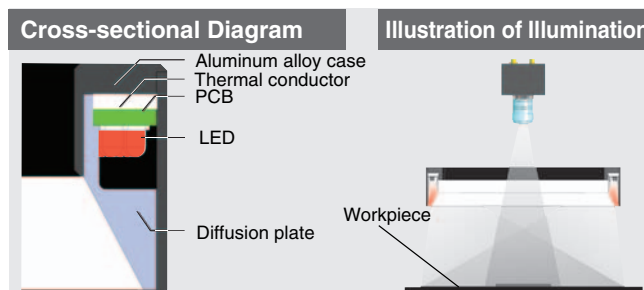 Cross-sectional Diagram
Aluminum alloy case
Thermal conductor
PCB
LED
Diffusion plate
Illustration of Illumination
Workpiece